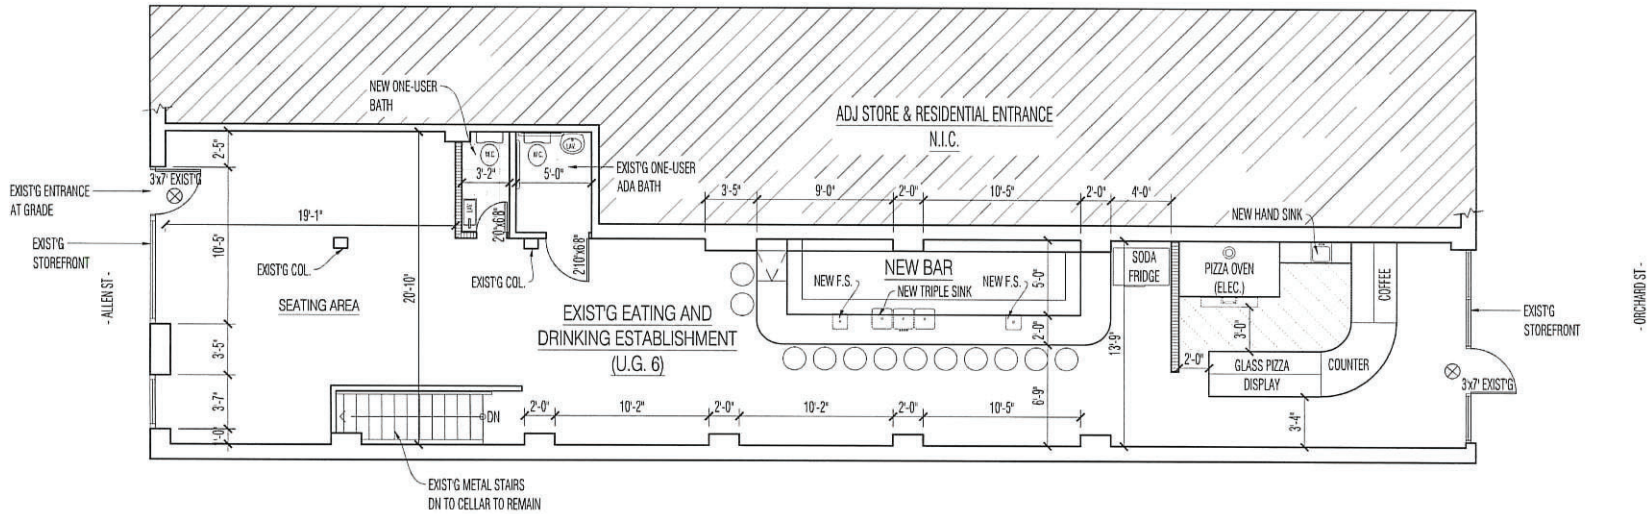 NEW ONE-USER
BATH
ADJ STORE & RESIDENTIAL ENTRANCE
N.I.C.
2'-5"
W.C.
W.C.
LAV.
EXIST'G ONE-USER
ADA BATH
3'-2"
5'-0"
3'x7' EXIST'G
EXIST'G ENTRANCE
AT GRADE
3'-5"
9'-0"
2'-0"
10'-5"
2'-0"
4'-0"
NEW HAND SINK
LAV.
19'-1"
2'0"x6'8"
EXIST'G
STOREFRONT
10'-5"
EXIST'G COL.
EXIST'G COL.
2'10"x6'8"
- ALLEN ST -
SEATING AREA
20'-10"
NEW BAR
5'-0"
NEW F.S.
NEW TRIPLE SINK
NEW F.S.
SODA
FRIDGE
PIZZA OVEN
(ELEC.)
COFFEE
EXIST'G
STOREFRONT
- ORCHARD ST -
EXIST'G EATING AND
DRINKING ESTABLISHMENT
(U.G. 6)
2'-0"
13'-9"
3'-0"
3'-5"
2'-0"
GLASS PIZZA
DISPLAY
COUNTER
3'x7' EXIST'G
3'-7"
DN
2'-0"
10'-2"
2'-0"
10'-2"
2'-0"
10'-5"
6'-9"
3'-4"
1'-0"
EXIST'G METAL STAIRS
DN TO CELLAR TO REMAIN